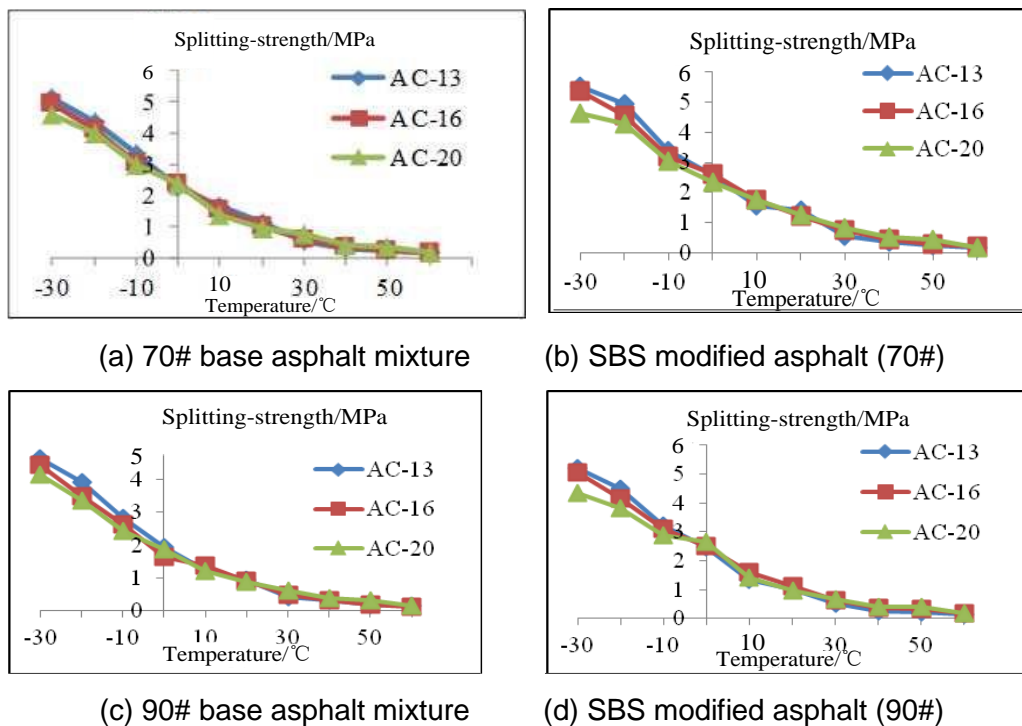 Splitting-strength/MPa
6
5
4
3
2
1
0
AC-13
AC-16
AC-20
-30 -10 10 30 50
Temperature/℃
(a) 70# base asphalt mixture
Splitting-strength/MPa
6
5
4
3
2
1
0
AC-13
AC-16
AC-20
-30 -10 10 30 50
Temperature/℃
(b) SBS modified asphalt (70#)
Splitting-strength/MPa
5
4
3
2
1
0
AC-13
AC-16
AC-20
-30 -10 10 30 50
Temperature/℃
(c) 90# base asphalt mixture
Splitting-strength/MPa
6
5
4
3
2
1
0
AC-13
AC-16
AC-20
-30 -10 10 30 50
Temperature/℃
(d) SBS modified asphalt (90#)